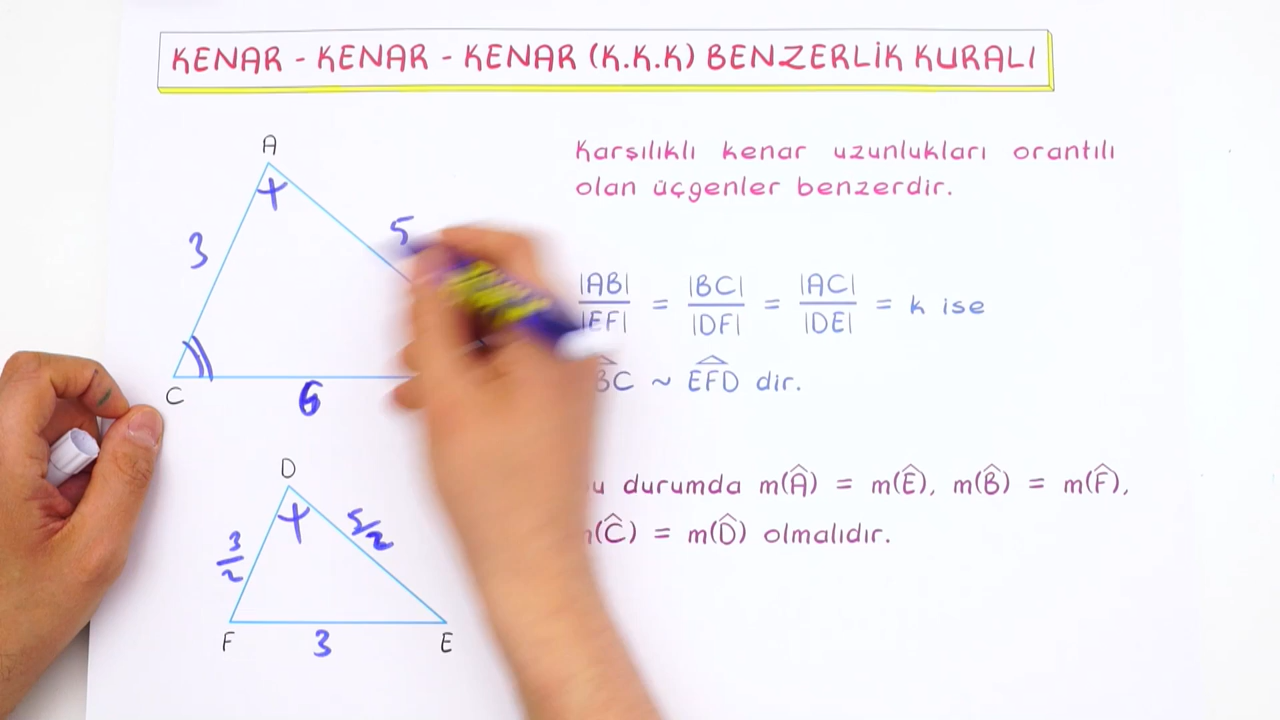 KENAR - KENAR - KENAR (K.K.K) BENZERLİK KURALI
Karşılıklı kenar uzunlukları orantılı
olan üçgenler benzerdir.
|AB|/|EF| = |BC|/|DF| = |AC|/|DE| = k ise
BC ~ EFD dir.
u durumda m(Â) = m(Ê), m(B̂) = m(F̂),
(Ĉ) = m(D̂) olmalıdır.
A
3
5
C
6
D
3/2
5/2
F
3
E